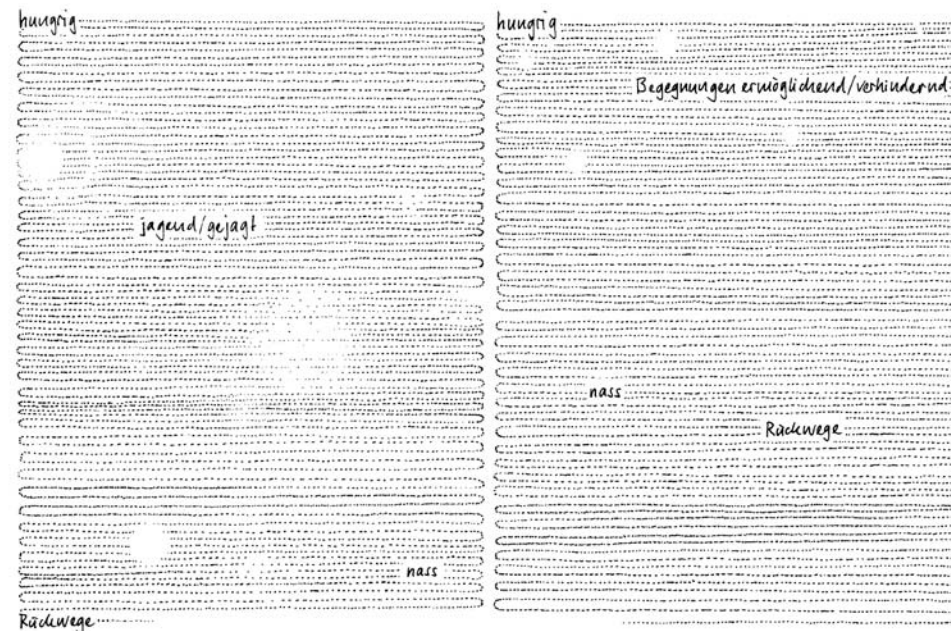 hungrig
jagend/gejagt
nass
Rückwege
hungrig
Begegnungen ermöglichend/verhindernd
nass
Rückwege